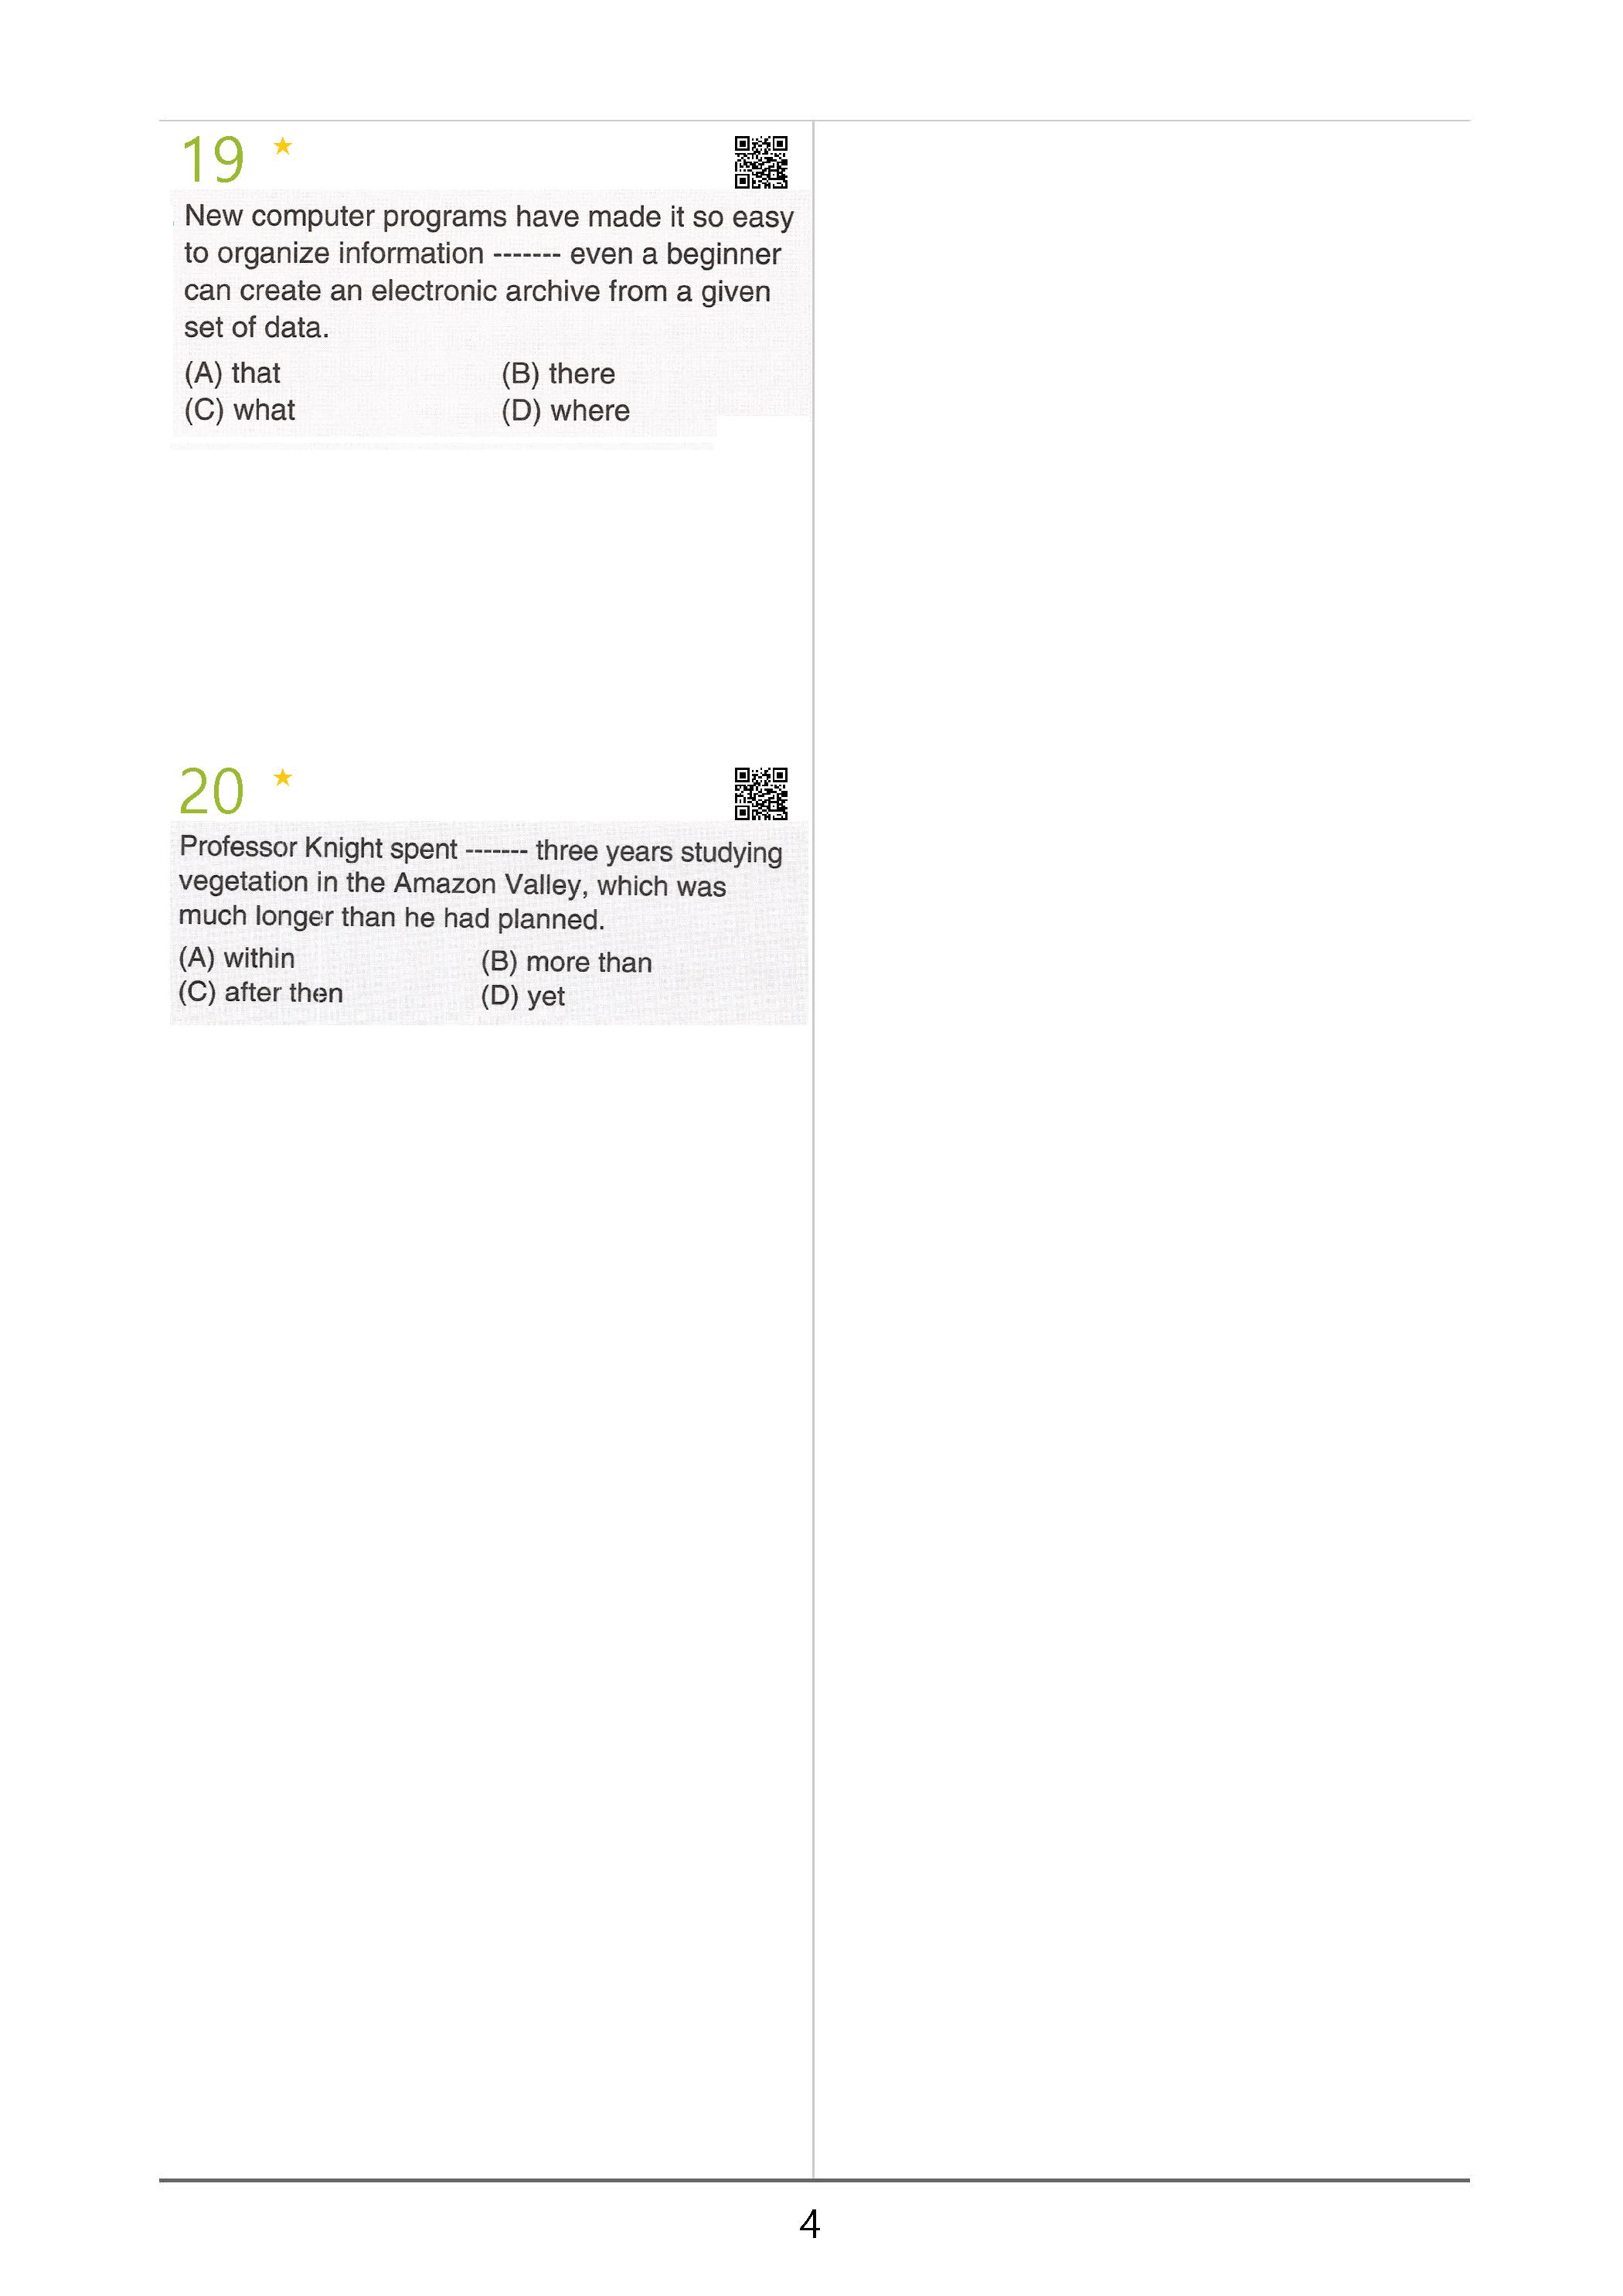 19 ★
New computer programs have made it so easy
to organize information ------- even a beginner
can create an electronic archive from a given
set of data.
(A) that (B) there
(C) what (D) where
20 ★
Professor Knight spent ------- three years studying
vegetation in the Amazon Valley, which was
much longer than he had planned.
(A) within (B) more than
(C) after then (D) yet
4